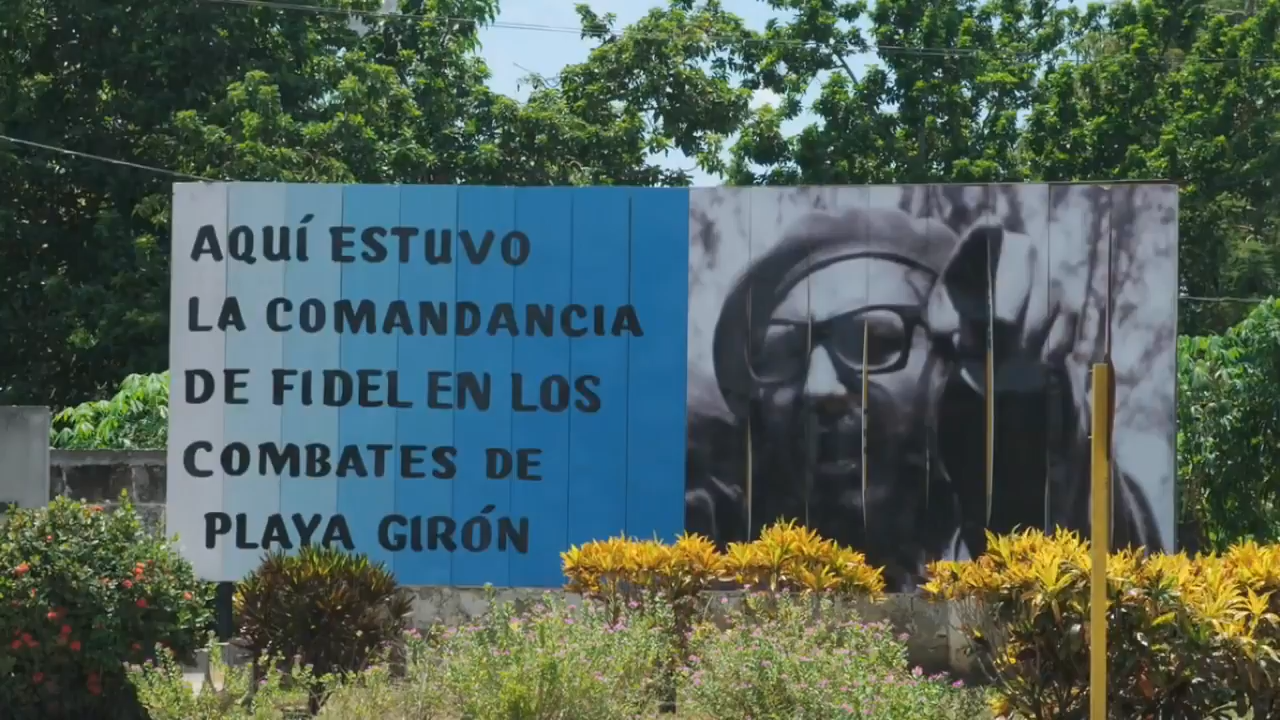 AQUÍ ESTUVO
LA COMANDANCIA
DE FIDEL EN LOS
COMBATES DE
PLAYA GIRÓN